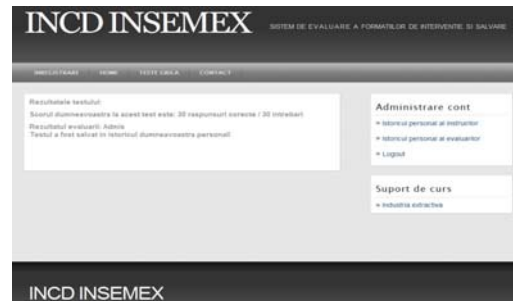 INCD INSEMEX
SISTEM DE EVALUARE A FORMATIILOR DE INTERVENTIE SI SALVARE
INREGISTRARE HOME TESTE GRILA CONTACT
Rezultatele testului:
Scorul dumneavoastra la acest test este: 30 raspunsuri corecte / 30 intrebari
Rezultatul evaluarii: Admis
Testul a fost salvat in istoricul dumneavoastra personal!
Administrare cont
» Istoricul personal al instruirilor
» Istoricul personal al evaluarilor
» Logout
Suport de curs
» Industria extractiva
INCD INSEMEX